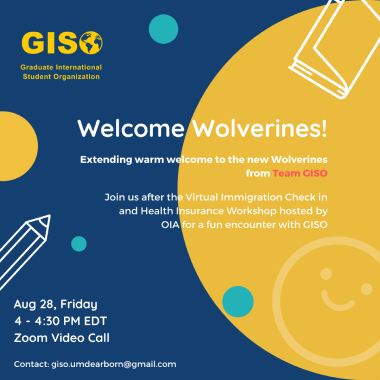 GISO
Graduate International
Student Organization
Welcome Wolverines!
Extending warm welcome to the new Wolverines
from Team GISO
Join us after the Virtual Immigration Check in
and Health Insurance Workshop hosted by
OIA for a fun encounter with GISO
Aug 28, Friday
4 - 4:30 PM EDT
Zoom Video Call
Contact: giso.umdearborn@gmail.com